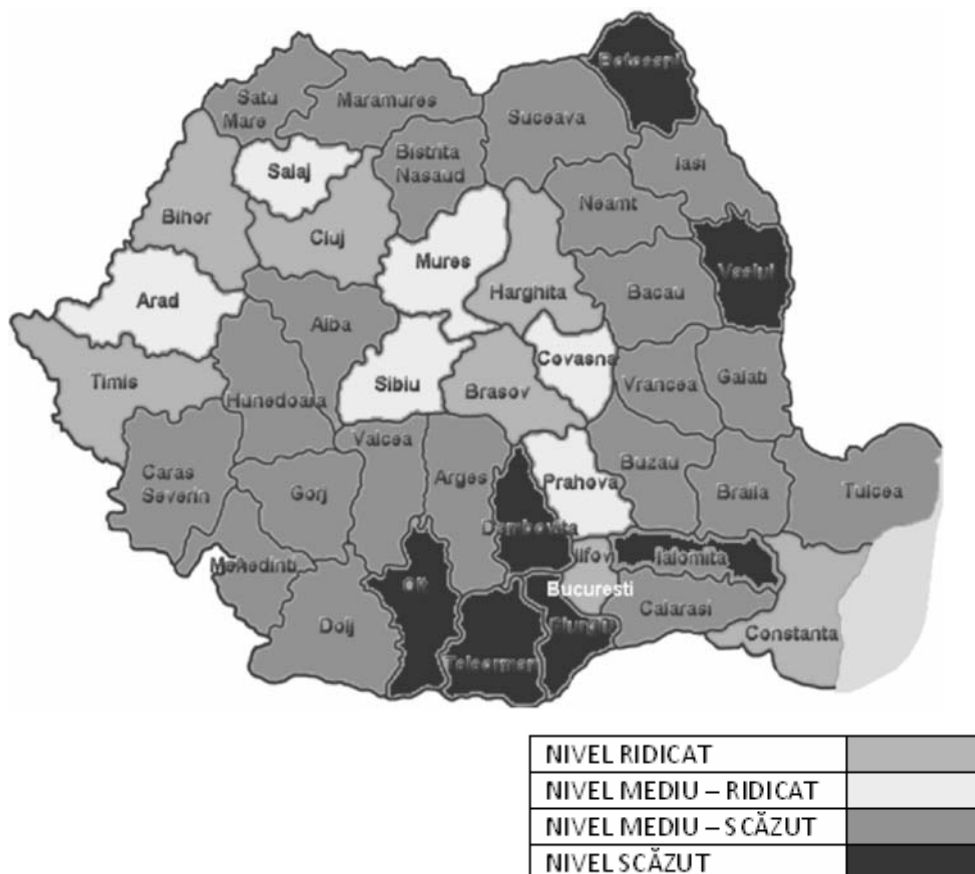 Botosani
Satu
Mare
Maramures
Suceava
Iasi
Bistrita
Nasaud
Salaj
Neamt
Bihor
Cluj
Mures
Vaslui
Harghita
Bacau
Arad
Alba
Covasna
Timis
Sibiu
Brasov
Vrancea
Galati
Hunedoara
Valcea
Caras
Severin
Gorj
Arges
Prahova
Buzau
Braila
Tulcea
Dambovita
Ilfov
Ialomita
Mehedinti
Olt
Bucuresti
Calarasi
Dolj
Giurgiu
Constanta
Teleorman
NIVEL RIDICAT
NIVEL MEDIU – RIDICAT
NIVEL MEDIU – SCĂZUT
NIVEL SCĂZUT